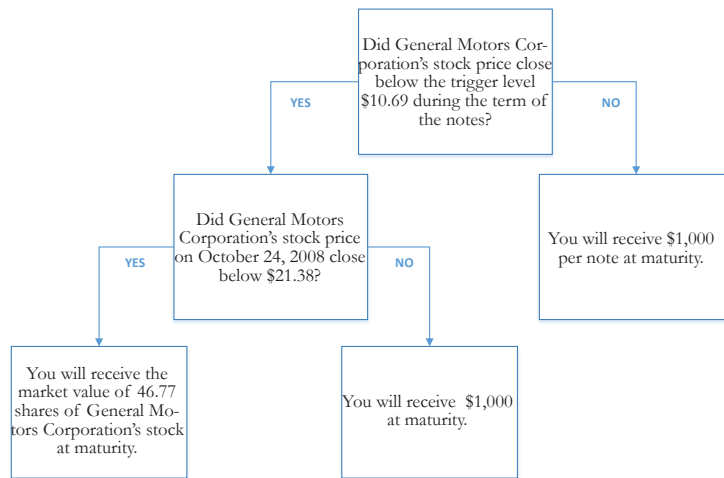 Did General Motors Cor-
poration's stock price close
below the trigger level
$10.69 during the term of
the notes?
YES
NO
Did General Motors
Corporation's stock price
on October 24, 2008 close
below $21.38?
You will receive $1,000
per note at maturity.
YES
NO
You will receive the
market value of 46.77
shares of General Mo-
tors Corporation's stock
at maturity.
You will receive $1,000
at maturity.